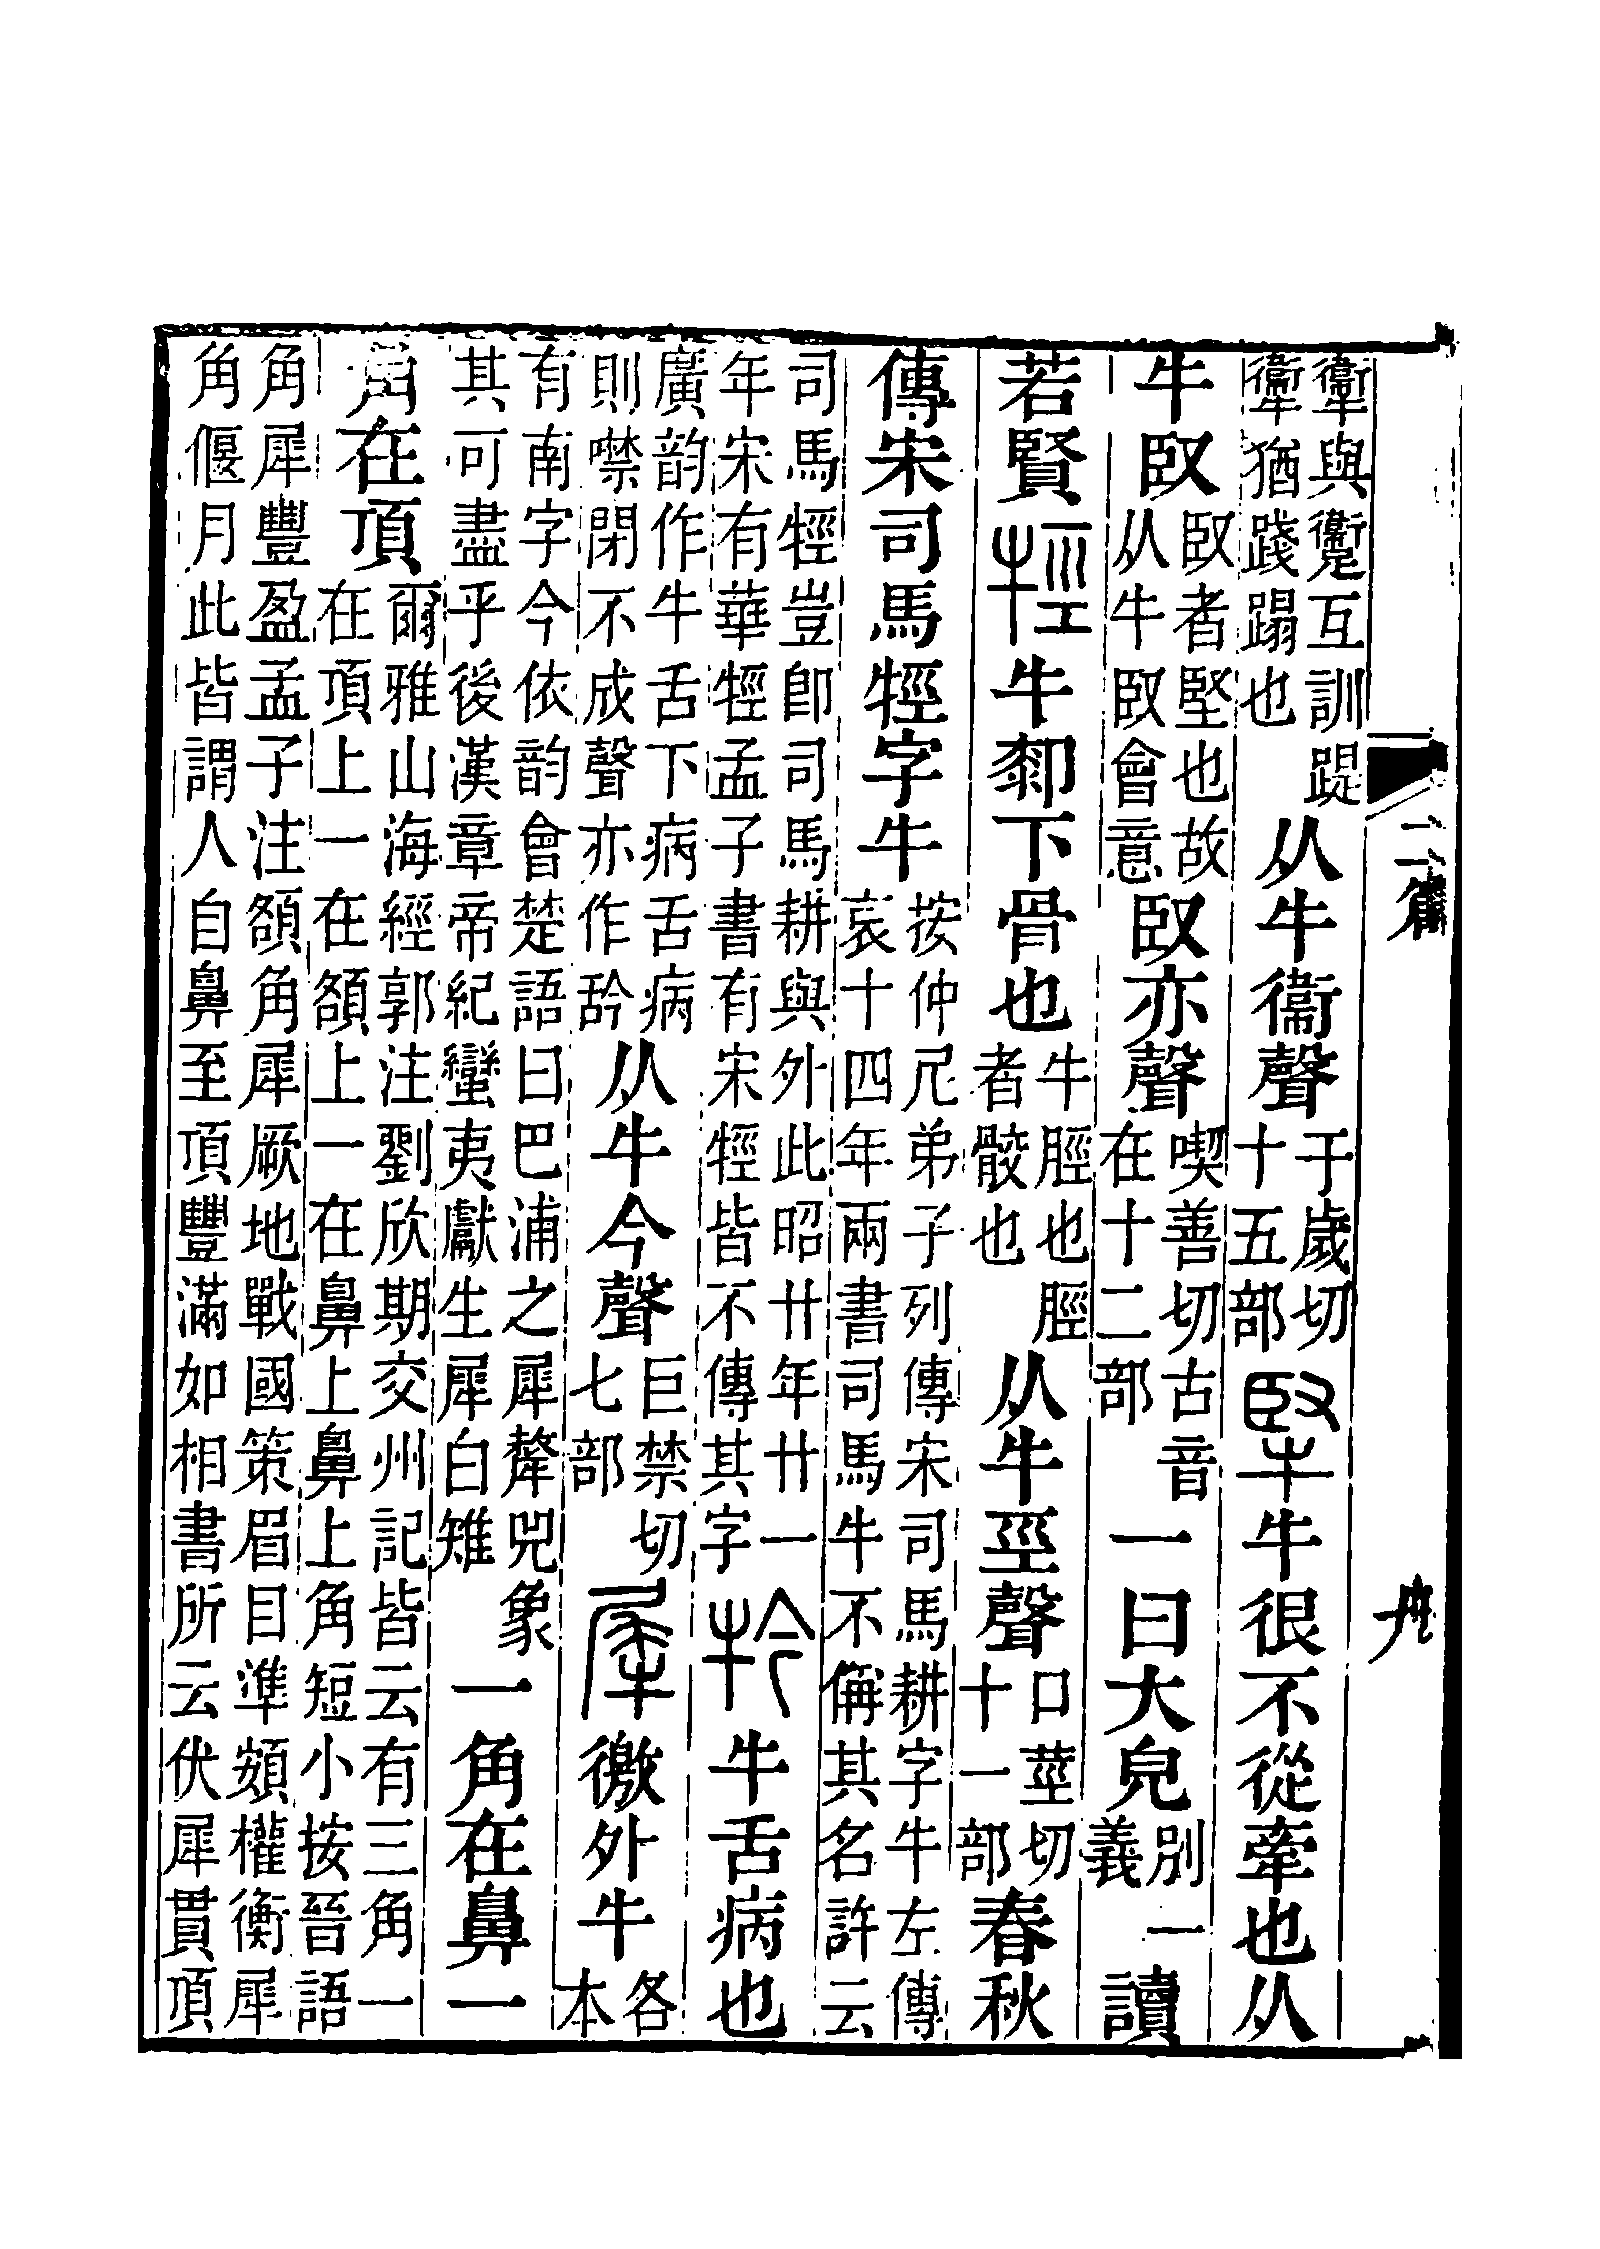 二篇
九
𤜂與躗互訓踶𤜂猶踐蹋也从牛衞聲于歲切十五部㹂牛很不從牽也从
牛臤臤者堅也故从牛臤會意臤亦聲喫善切古音在十二部一曰大皃別一義讀
若賢牼牛厀下骨也牛脛也脛者骹也从牛巠聲口莖切十一部春秋
傳宋司馬牼字牛按仲尼弟子列傳宋司馬耕字牛左傳哀十四年兩書司馬牛不偁其名許云
司馬牼豈卽司馬耕與外此昭廿年廿一年宋有華牼孟子書有宋牼皆不傳其字㸫牛舌病也
廣韵作牛舌下病舌病則噤閉不成聲亦作䑤从牛今聲巨禁切七部犀徼外牛各本
有南字今依韵會楚語曰巴浦之犀犛兕象其可盡乎後漢章帝紀蠻夷獻生犀白雉一角在鼻一
角在頂爾雅山海經郭注劉欣期交州記皆云有三角一在頂上一在頟上一在鼻上鼻上角短小按晉語
角犀豐盈孟子注頟角犀厥地戰國策眉目準頞權衡犀角偃月此皆謂人自鼻至頂豐滿如相書所云伏犀貫頂